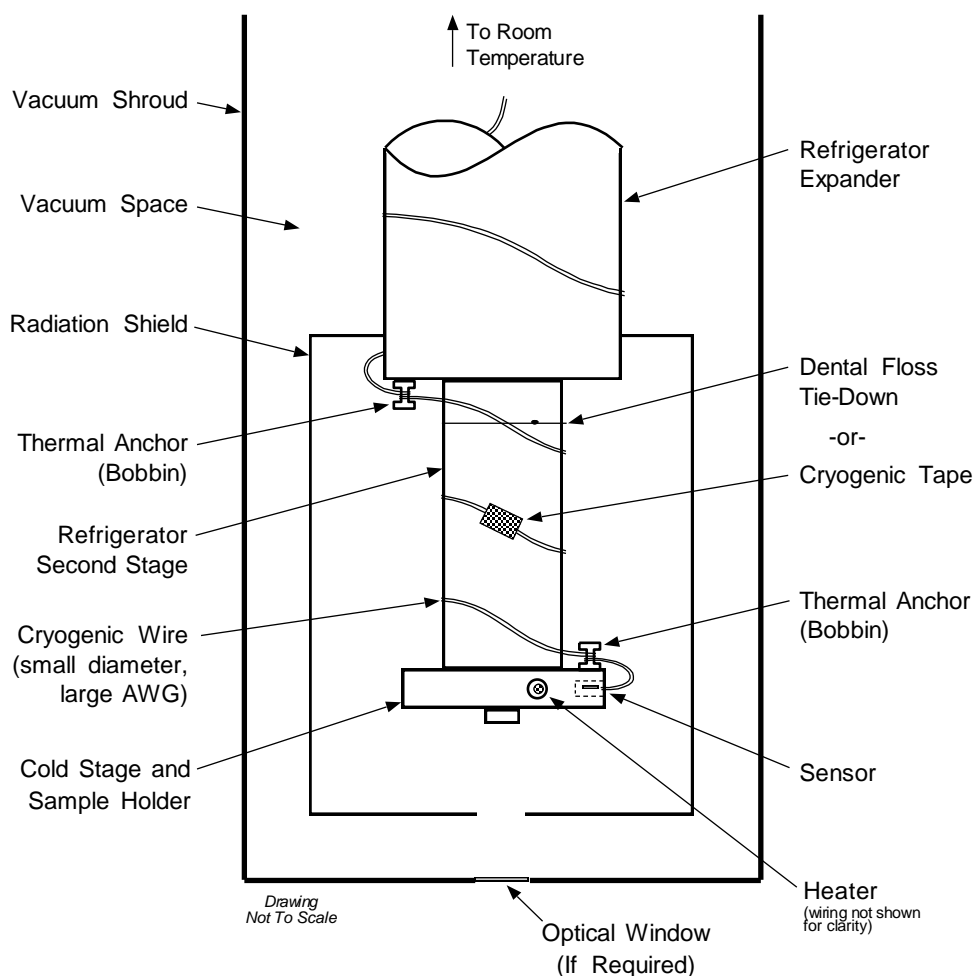 To Room
Temperature
Vacuum Shroud
Vacuum Space
Radiation Shield
Thermal Anchor
(Bobbin)
Refrigerator
Second Stage
Cryogenic Wire
(small diameter,
large AWG)
Cold Stage and
Sample Holder
Refrigerator
Expander
Dental Floss
Tie-Down
-or-
Cryogenic Tape
Thermal Anchor
(Bobbin)
Sensor
Heater
(wiring not shown
for clarity)
Drawing
Not To Scale
Optical Window
(If Required)